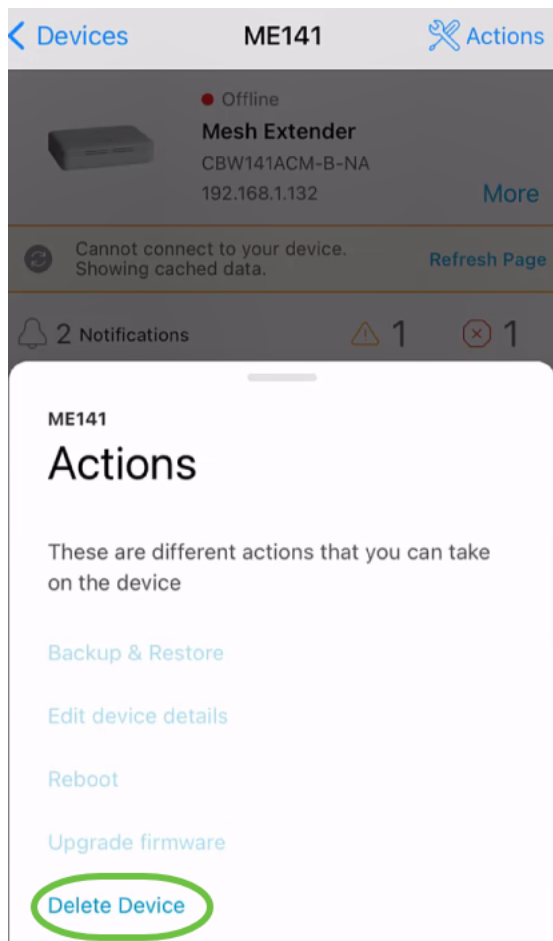 Devices
ME141
Actions
Offline
Mesh Extender
CBW141ACM-B-NA
192.168.1.132
More
Cannot connect to your device.
Showing cached data.
Refresh Page
2 Notifications
1
1
ME141
Actions
These are different actions that you can take
on the device
Backup & Restore
Edit device details
Reboot
Upgrade firmware
Delete Device